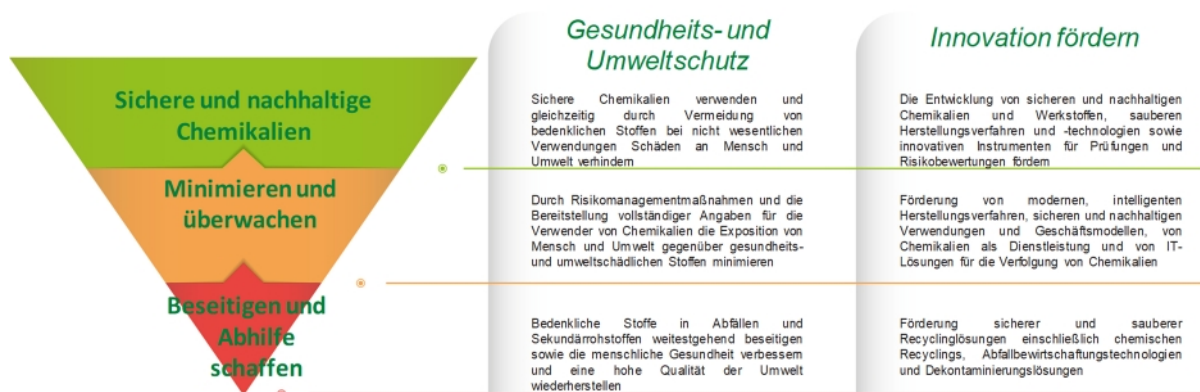 Sichere und nachhaltige
Chemikalien
Minimieren und
überwachen
Beseitigen und
Abhilfe
schaffen
Gesundheits- und
Umweltschutz
Sichere Chemikalien verwenden und
gleichzeitig durch Vermeidung von
bedenklichen Stoffen bei nicht wesentlichen
Verwendungen Schäden an Mensch und
Umwelt verhindern
Durch Risikomanagementmaßnahmen und die
Bereitstellung vollständiger Angaben für die
Verwender von Chemikalien die Exposition von
Mensch und Umwelt gegenüber gesundheits-
und umweltschädlichen Stoffen minimieren
Bedenkliche Stoffe in Abfällen und
Sekundärrohstoffen weitestgehend beseitigen
sowie die menschliche Gesundheit verbessern
und eine hohe Qualität der Umwelt
wiederherstellen
Innovation fördern
Die Entwicklung von sicheren und nachhaltigen
Chemikalien und Werkstoffen, sauberen
Herstellungsverfahren und -technologien sowie
innovativen Instrumenten für Prüfungen und
Risikobewertungen fördern
Förderung von modernen, intelligenten
Herstellungsverfahren, sicheren und nachhaltigen
Verwendungen und Geschäftsmodellen, von
Chemikalien als Dienstleistung und von IT-
Lösungen für die Verfolgung von Chemikalien
Förderung sicherer und sauberer
Recyclinglösungen einschließlich chemischen
Recyclings, Abfallbewirtschaftungstechnologien
und Dekontaminierungslösungen